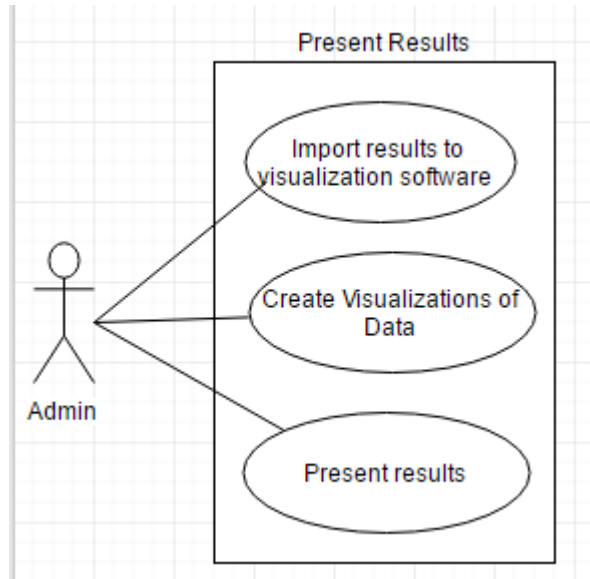 Present Results
Import results to
visualization software
Create Visualizations of
Data
Admin
Present results